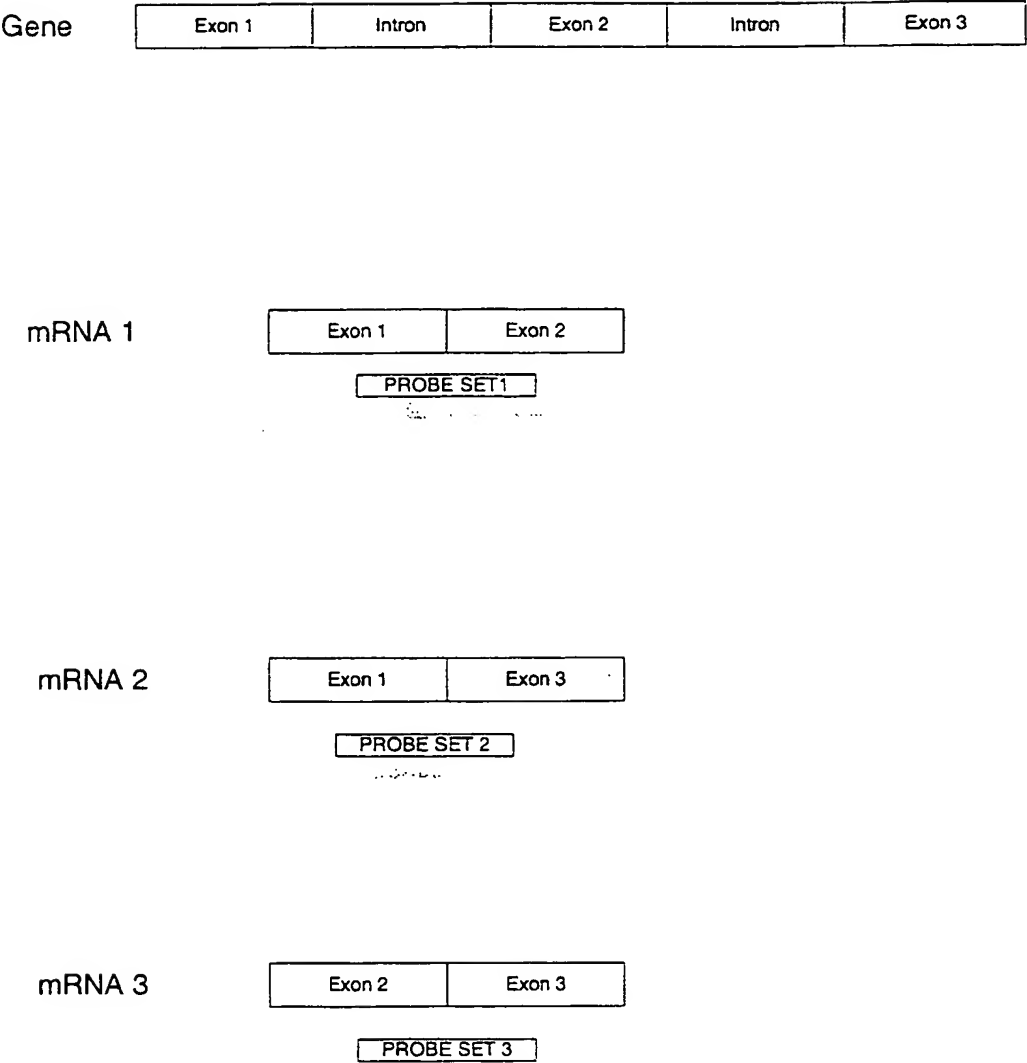 Gene Exon 1 Intron Exon 2 Intron Exon 3
mRNA 1 Exon 1 Exon 2
PROBE SET1
mRNA 2 Exon 1 Exon 3
PROBE SET 2
mRNA 3 Exon 2 Exon 3
PROBE SET 3